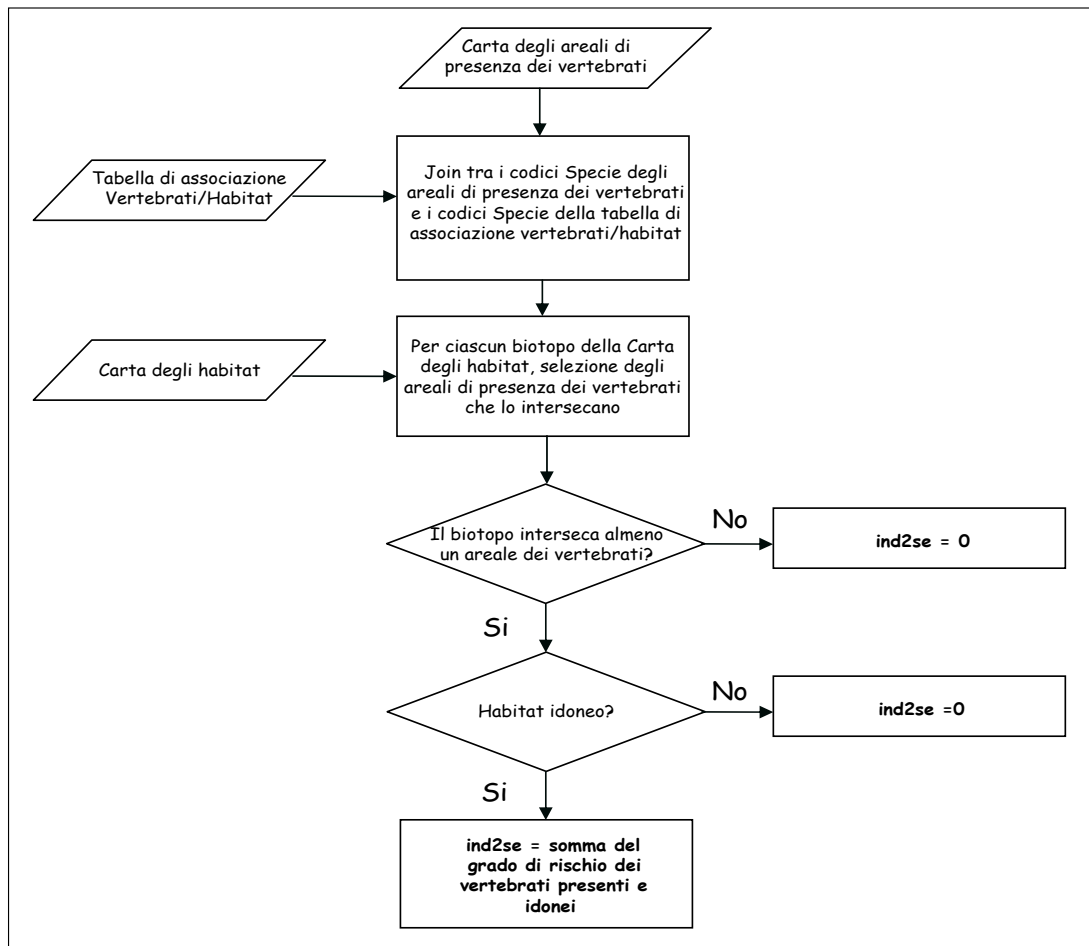 Carta degli areali di
presenza dei vertebrati
Tabella di associazione
Vertebrati/Habitat
Join tra i codici Specie degli
areali di presenza dei vertebrati
e i codici Specie della tabella di
associazione vertebrati/habitat
Carta degli habitat
Per ciascun biotopo della Carta
degli habitat, selezione degli
areali di presenza dei vertebrati
che lo intersecano
Il biotopo interseca almeno
un areale dei vertebrati?
No
ind2se = 0
Si
Habitat idoneo?
No
ind2se =0
Si
ind2se = somma del
grado di rischio dei
vertebrati presenti e
idonei